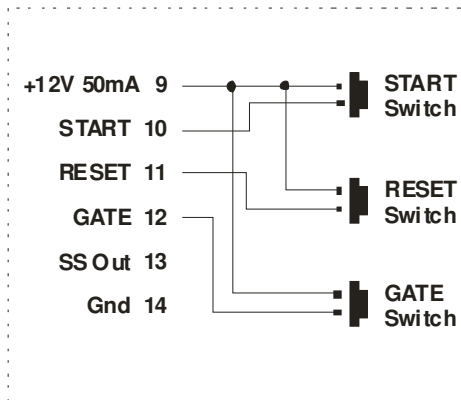 +12V 50mA 9
START 10
RESET 11
GATE 12
SS Out 13
Gnd 14
START
Switch
RESET
Switch
GATE
Switch